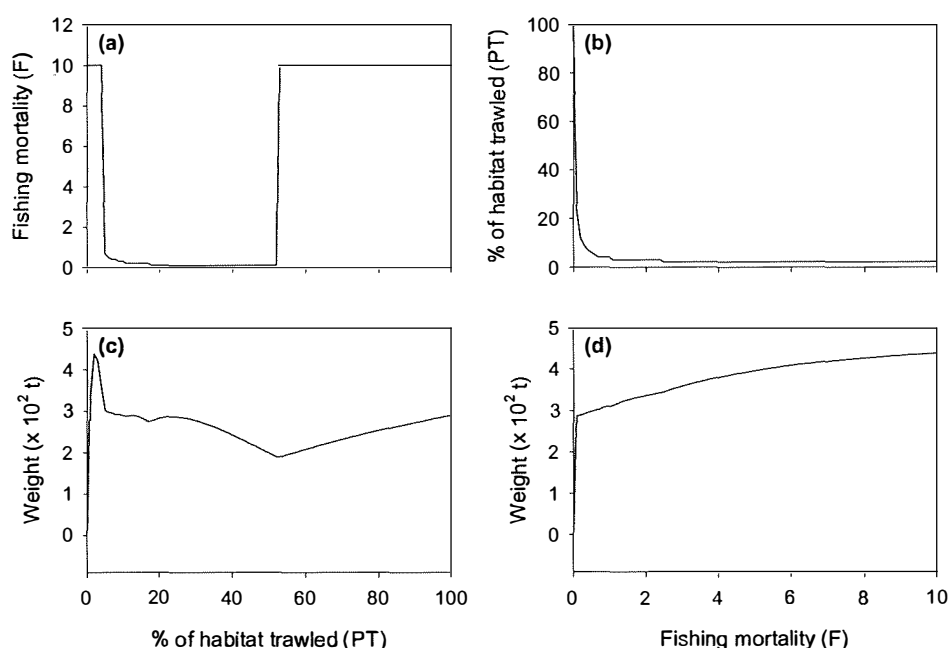 (a)
Fishing mortality (F)
12
10
8
6
4
2
0
(b)
% of habitat trawled (PT)
100
80
60
40
20
0
(c)
Weight (x 10² t)
5
4
3
2
1
0
0 20 40 60 80 100
% of habitat trawled (PT)
(d)
Weight (x 10² t)
5
4
3
2
1
0
0 2 4 6 8 10
Fishing mortality (F)